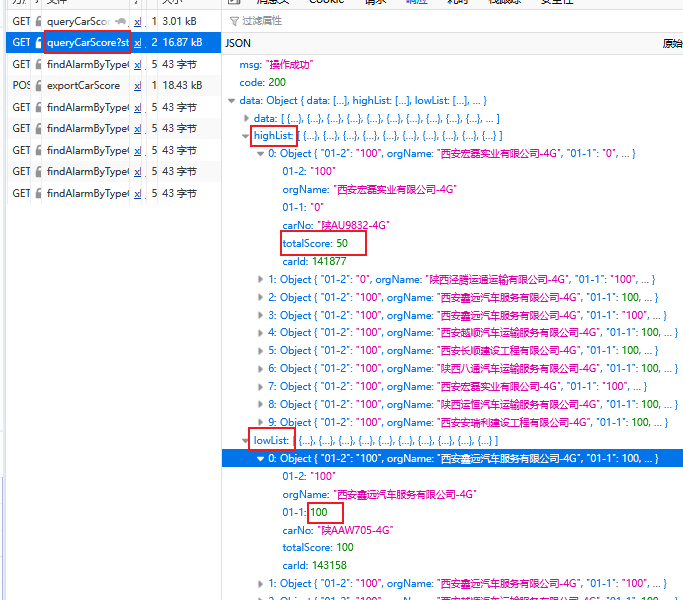 方 文件 大小 消息头 Cookie 请求 响应 耗时 栈跟踪 安全性
GET queryCarScor xl 1 3.01 kB 过滤属性
GET queryCarScore?st xl 2 16.87 kB JSON 原始
GET findAlarmByType xl 5 43 字节 msg: "操作成功"
POS exportCarScore xl 1 18.43 kB code: 200
GET findAlarmByType xl 5 43 字节 data: Object { data: […], highList: […], lowList: […], … }
GET findAlarmByType xl 5 43 字节 data: [ {…}, {…}, {…}, {…}, {…}, {…}, {…}, {…}, {…}, {…}, … ]
GET findAlarmByType xl 5 43 字节 highList: [ {…}, {…}, {…}, {…}, {…}, {…}, {…}, {…}, {…}, {…} ]
GET findAlarmByType xl 5 43 字节 0: Object { "01-2": "100", orgName: "西安宏磊实业有限公司-4G", "01-1": "0", … }
GET findAlarmByType xl 5 43 字节 01-2: "100"
orgName: "西安宏磊实业有限公司-4G"
01-1: "0"
carNo: "陕AU9832-4G"
totalScore: 50
carId: 141877
1: Object { "01-2": "0", orgName: "陕西泾腾运通运输有限公司-4G", "01-1": "100", … }
2: Object { "01-2": "100", orgName: "西安鑫远汽车服务有限公司-4G", "01-1": 100, … }
3: Object { "01-2": "100", orgName: "西安鑫远汽车服务有限公司-4G", "01-1": "100", … }
4: Object { "01-2": "100", orgName: "西安越顺汽车运输服务有限公司-4G", "01-1": 100, … }
5: Object { "01-2": "100", orgName: "西安长顺建设工程有限公司-4G", "01-1": 100, … }
6: Object { "01-2": "100", orgName: "陕西八通汽车运输有限公司-4G", "01-1": 100, … }
7: Object { "01-2": "100", orgName: "西安宏磊实业有限公司-4G", "01-1": "100", … }
8: Object { "01-2": "100", orgName: "陕西运恒汽车运输服务有限公司-4G", "01-1": 100, … }
9: Object { "01-2": "100", orgName: "西安安瑞利建设工程有限公司-4G", "01-1": 100, … }
lowList: [ {…}, {…}, {…}, {…}, {…}, {…}, {…}, {…}, {…}, {…} ]
0: Object { "01-2": "100", orgName: "西安鑫远汽车服务有限公司-4G", "01-1": 100, … }
01-2: "100"
orgName: "西安鑫远汽车服务有限公司-4G"
01-1: 100
carNo: "陕AAW705-4G"
totalScore: 100
carId: 143158
1: Object { "01-2": "100", orgName: "西安鑫远汽车服务有限公司-4G", "01-1": "100", … }